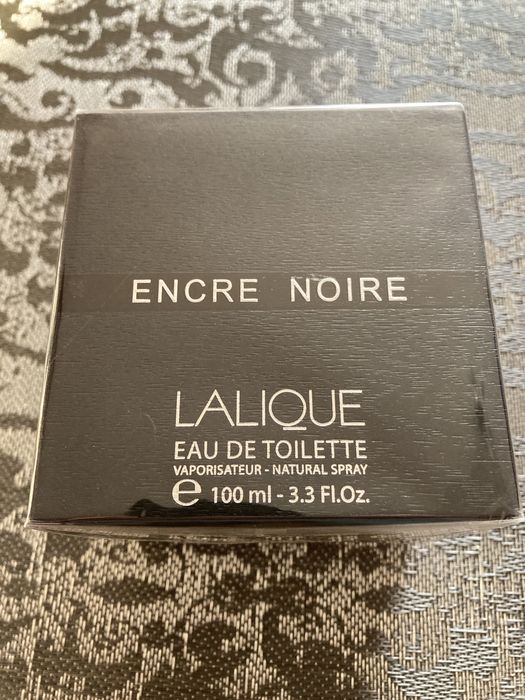 ENCRE NOIRE
LALIQUE
EAU DE TOILETTE
VAPORISATEUR - NATURAL SPRAY
e 100 ml - 3.3 Fl.Oz.